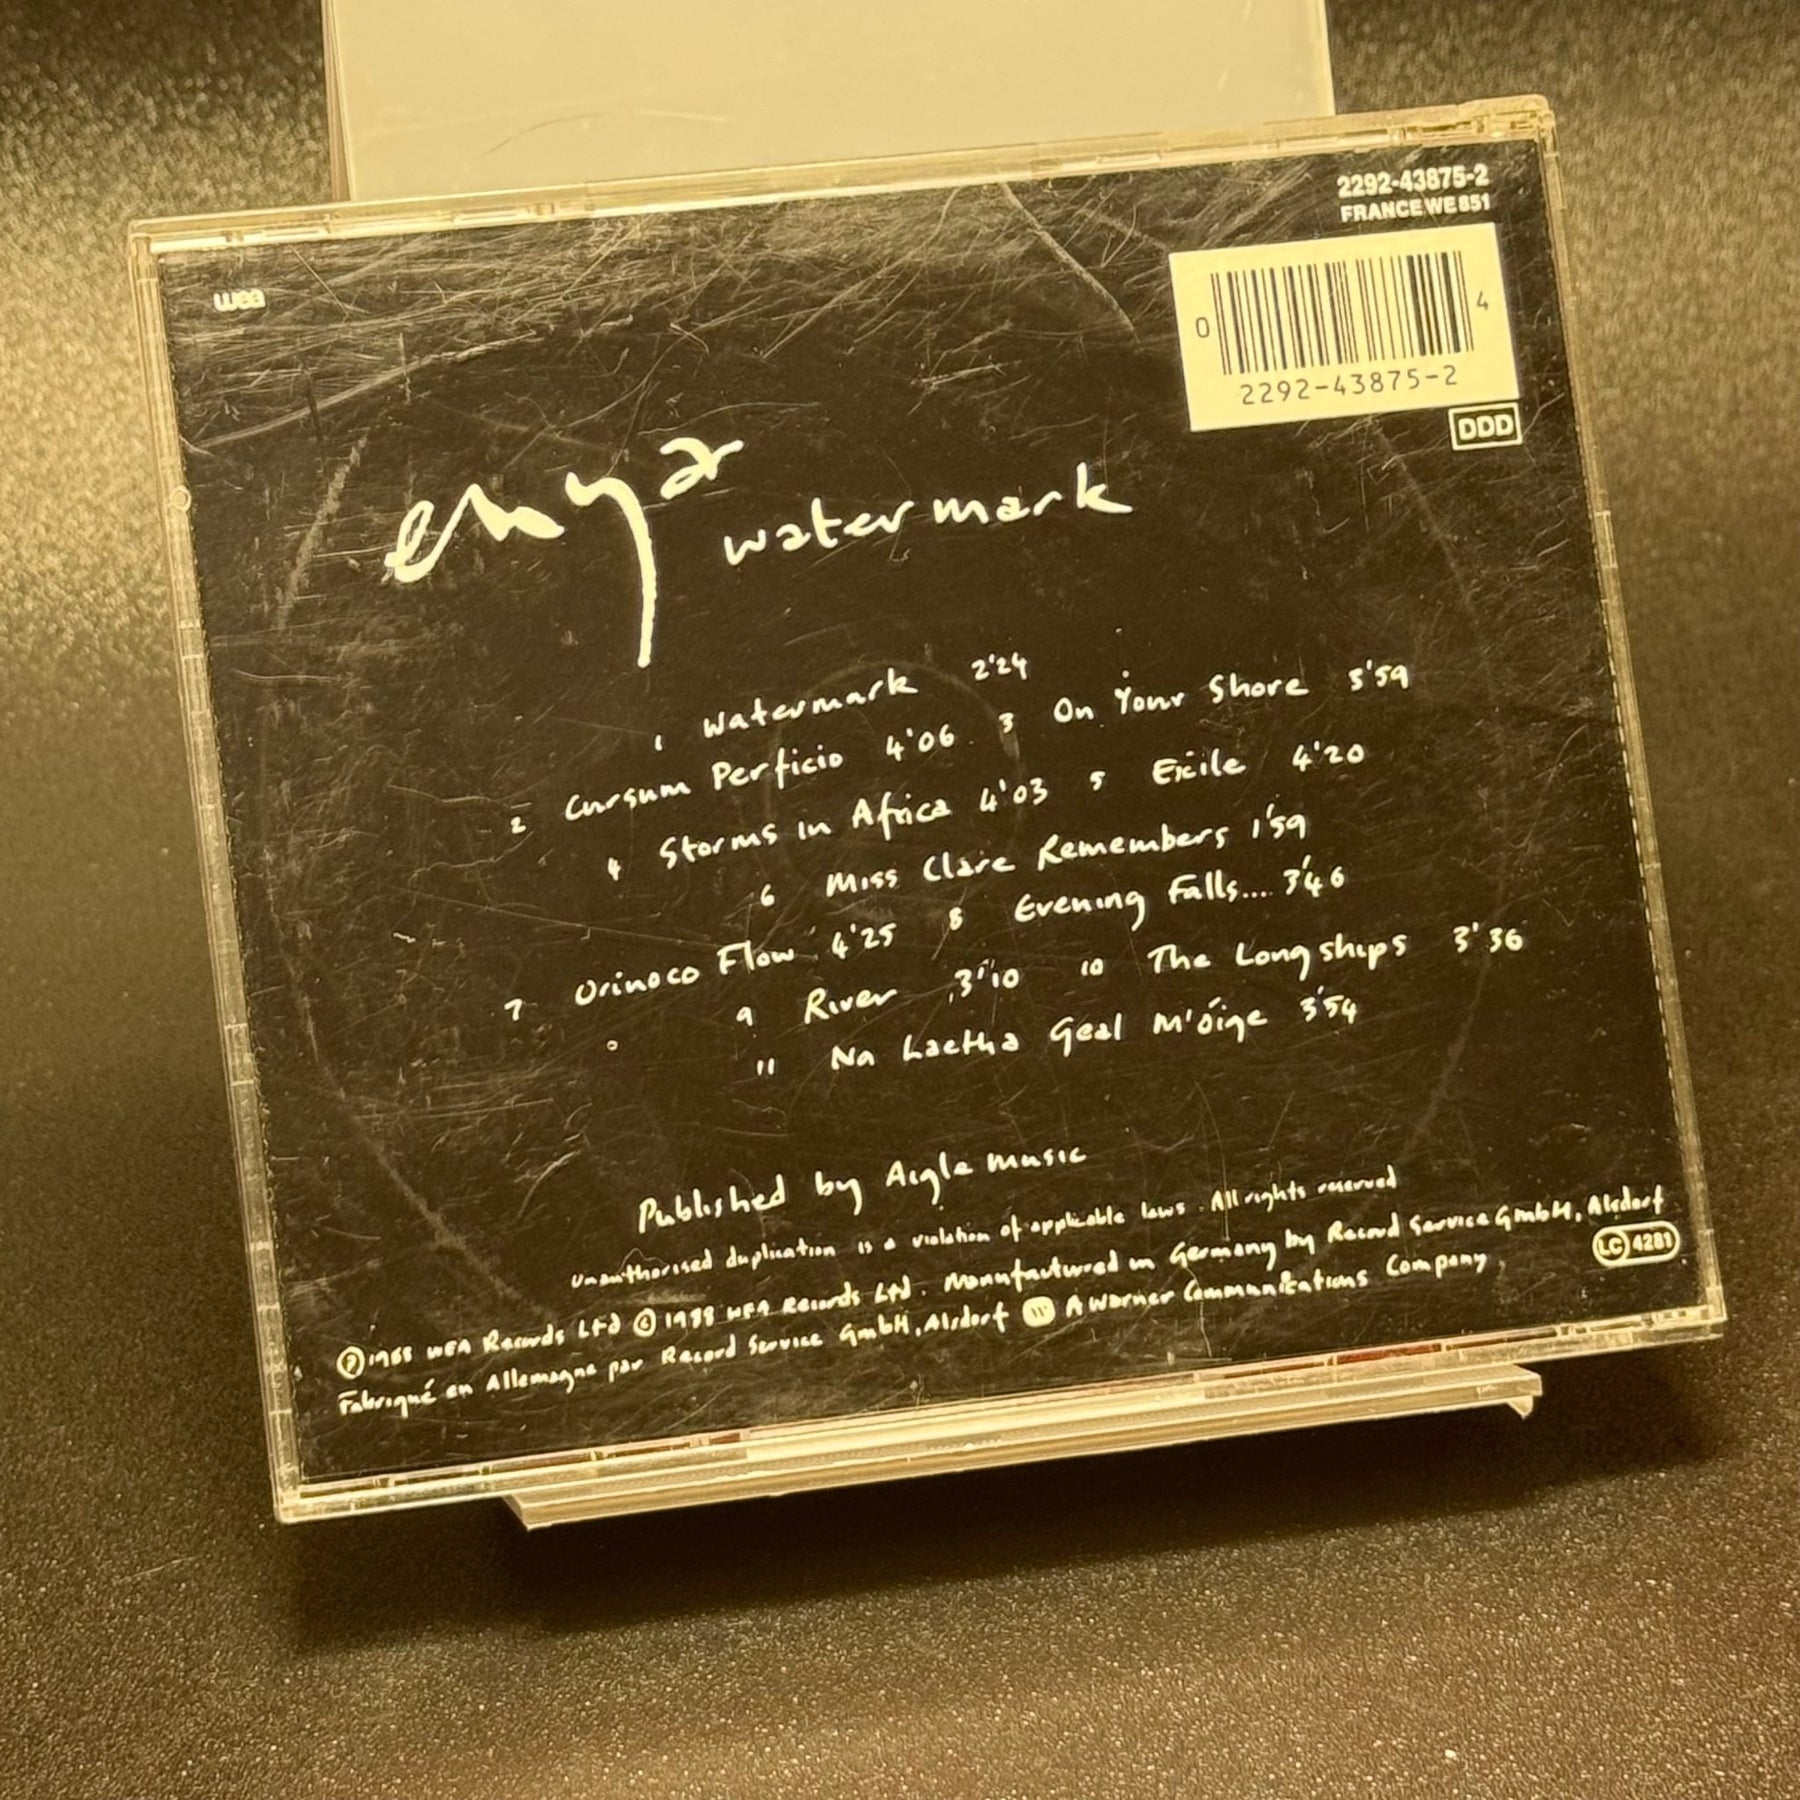 2292-43875-2
FRANCE WE 851
wea
0 4
2292-43875-2
DDD
enya
watermark
1 Watermark 2'24
2 Cursum Perficio 4'06 3 On Your Shore 3'59
4 Storms in Africa 4'03 5 Exile 4'20
6 Miss Clare Remembers 1'59
7 Orinoco Flow 4'25 8 Evening Falls.... 3'46
9 River 3'10 10 The Longships 3'36
11 Na Laetha Geal M'óige 3'54
Published by Aigle Music
Unauthorised duplication is a violation of applicable laws. All rights reserved
℗ 1988 WEA Records Ltd © 1988 WEA Records Ltd. Manufactured in Germany by Record Service GmbH, Alsdorf
Fabriqué en Allemagne par Record Service GmbH, Alsdorf W A Warner Communications Company.
LC 4281